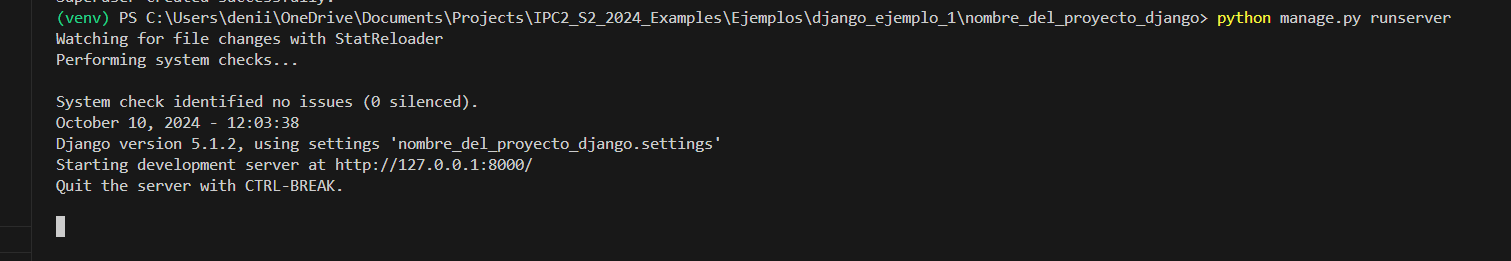 Superuser created successfully.
(venv) PS C:\Users\denii\OneDrive\Documents\Projects\IPC2_S2_2024_Examples\Ejemplos\django_ejemplo_1\nombre_del_proyecto_django> python manage.py runserver
Watching for file changes with StatReloader
Performing system checks...
System check identified no issues (0 silenced).
October 10, 2024 - 12:03:38
Django version 5.1.2, using settings 'nombre_del_proyecto_django.settings'
Starting development server at http://127.0.0.1:8000/
Quit the server with CTRL-BREAK.